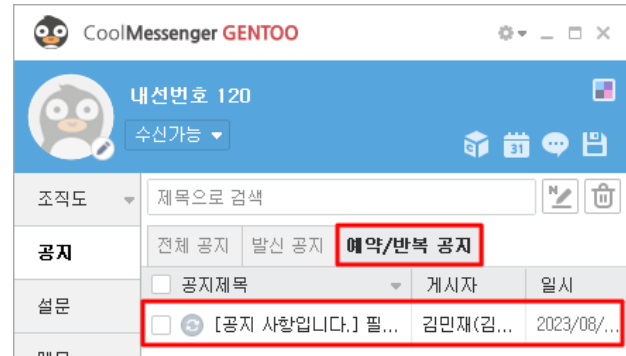 CoolMessenger GENTOO
내선번호 120
수신가능
31
조직도
제목으로 검색
N
공지
전체 공지 발신 공지 예약/반복 공지
공지제목 게시자 일시
설문
[공지 사항입니다.] 필... 김민재(김... 2023/08/...